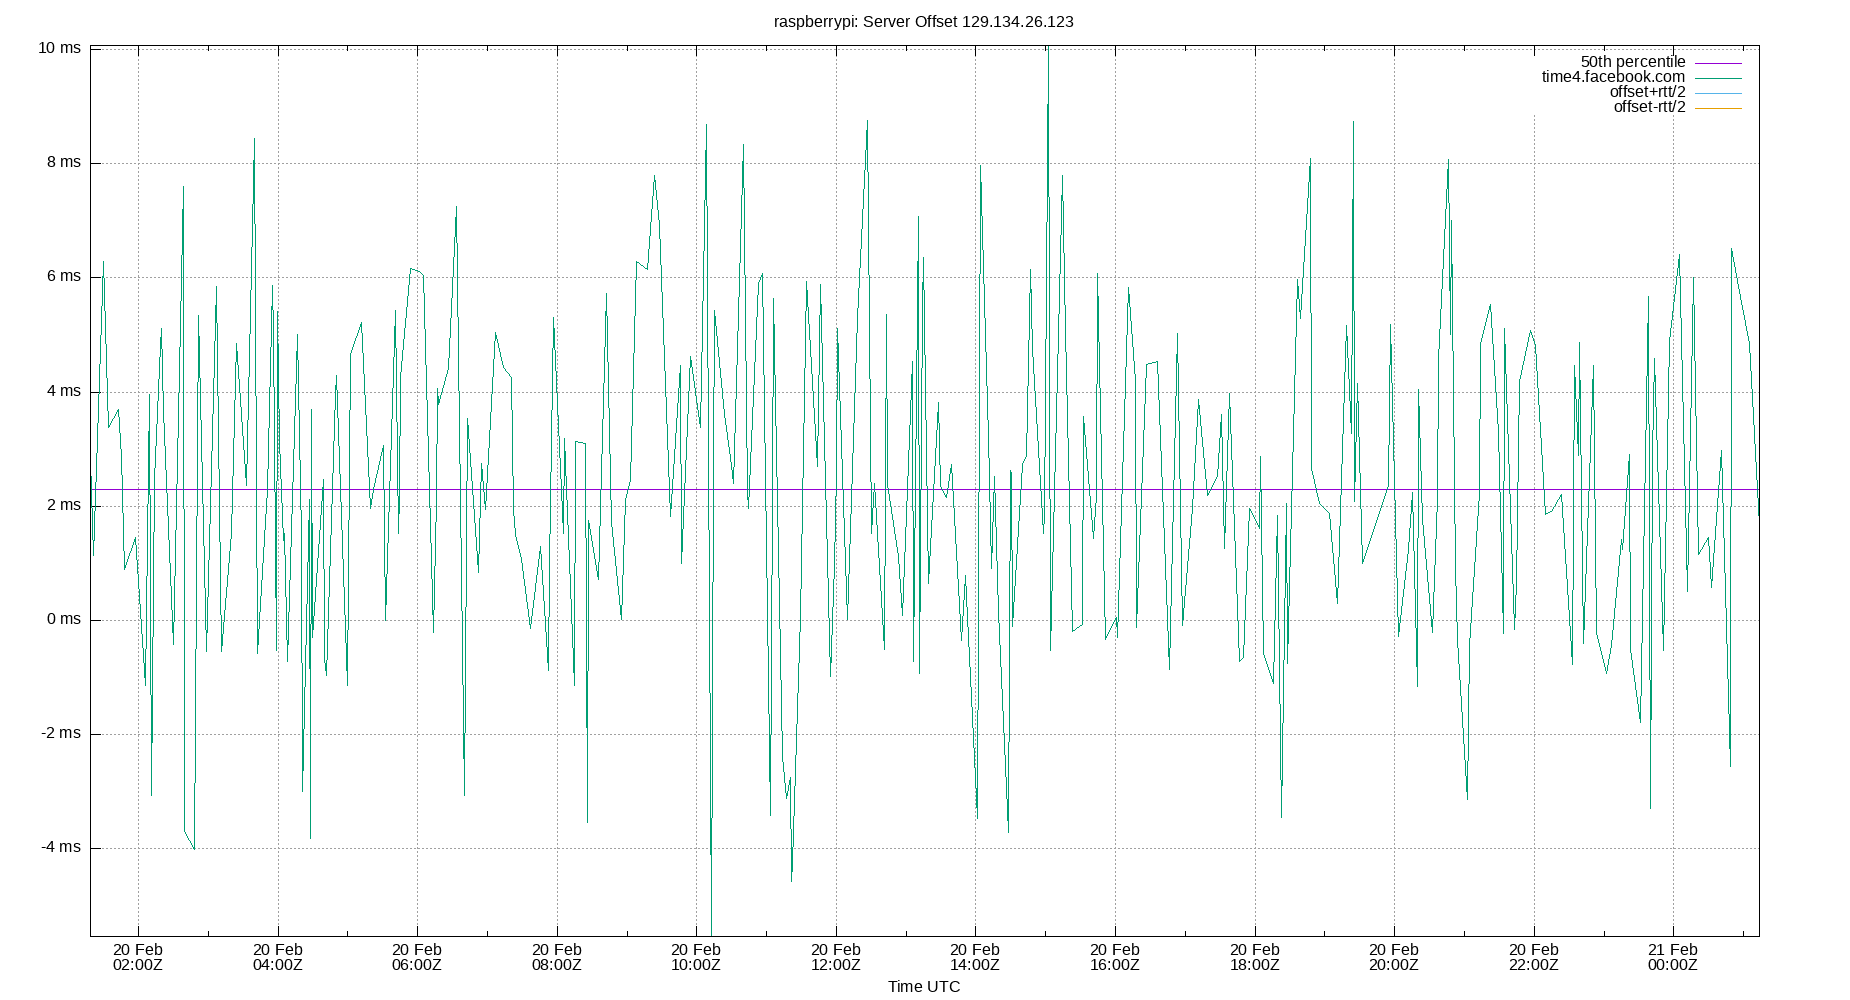 raspberrypi: Server Offset 129.134.26.123
10 ms
8 ms
6 ms
4 ms
2 ms
0 ms
-2 ms
-4 ms
50th percentile
time4.facebook.com
offset+rtt/2
offset-rtt/2
20 Feb 20 Feb 20 Feb 20 Feb 20 Feb 20 Feb 20 Feb 20 Feb 20 Feb 20 Feb 20 Feb 21 Feb
02:00Z 04:00Z 06:00Z 08:00Z 10:00Z 12:00Z 14:00Z 16:00Z 18:00Z 20:00Z 22:00Z 00:00Z
Time UTC